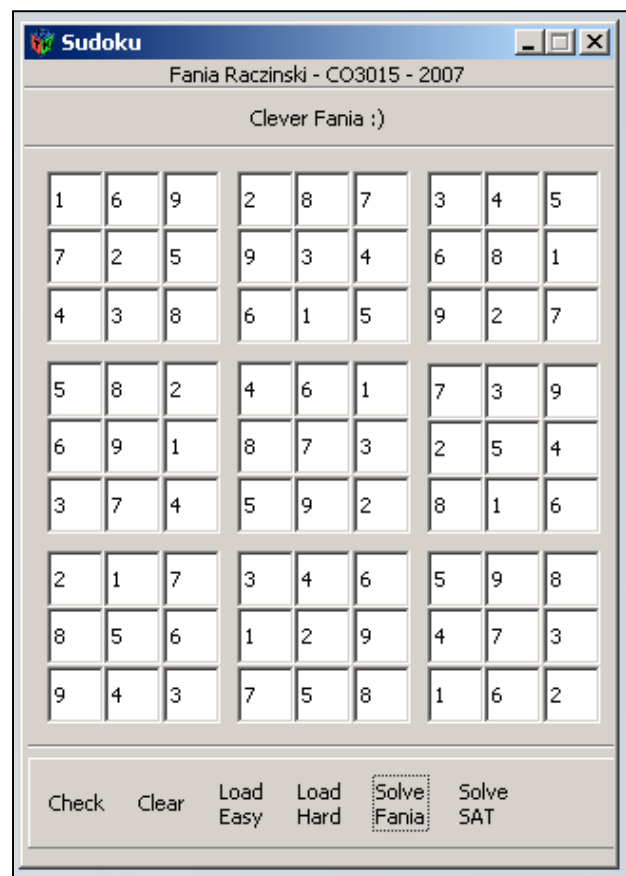 Sudoku
Fania Raczinski - CO3015 - 2007
Clever Fania :)
1 6 9 2 8 7 3 4 5
7 2 5 9 3 4 6 8 1
4 3 8 6 1 5 9 2 7
5 8 2 4 6 1 7 3 9
6 9 1 8 7 3 2 5 4
3 7 4 5 9 2 8 1 6
2 1 7 3 4 6 5 9 8
8 5 6 1 2 9 4 7 3
9 4 3 7 5 8 1 6 2
Check Clear Load Easy Load Hard Solve Fania Solve SAT